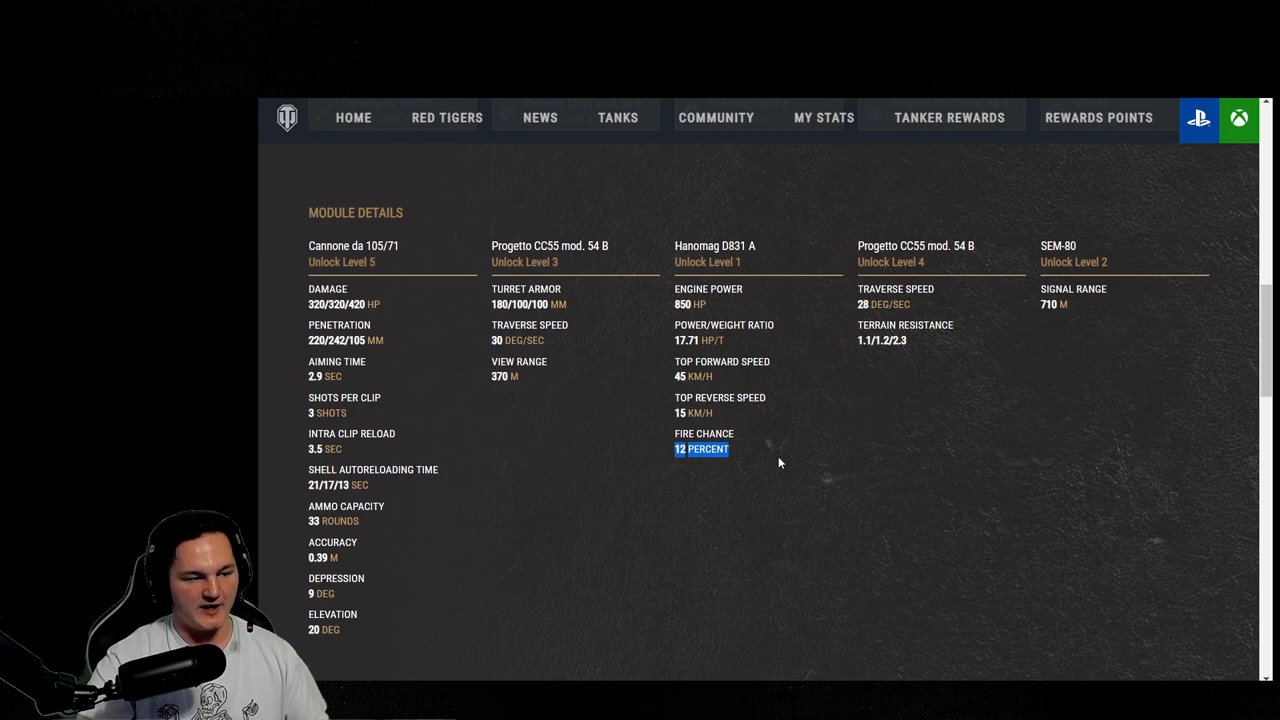 HOME RED TIGERS NEWS TANKS COMMUNITY MY STATS TANKER REWARDS REWARDS POINTS
MODULE DETAILS
Cannone da 105/71
Unlock Level 5
DAMAGE
320/320/420 HP
PENETRATION
220/242/105 MM
AIMING TIME
2.9 SEC
SHOTS PER CLIP
3 SHOTS
INTRA CLIP RELOAD
3.5 SEC
SHELL AUTORELOADING TIME
21/17/13 SEC
AMMO CAPACITY
33 ROUNDS
ACCURACY
0.39 M
DEPRESSION
9 DEG
ELEVATION
20 DEG
Progetto CC55 mod. 54 B
Unlock Level 3
TURRET ARMOR
180/100/100 MM
TRAVERSE SPEED
30 DEG/SEC
VIEW RANGE
370 M
Hanomag D831 A
Unlock Level 1
ENGINE POWER
850 HP
POWER/WEIGHT RATIO
17.71 HP/T
TOP FORWARD SPEED
45 KM/H
TOP REVERSE SPEED
15 KM/H
FIRE CHANCE
12 PERCENT
Progetto CC55 mod. 54 B
Unlock Level 4
TRAVERSE SPEED
28 DEG/SEC
TERRAIN RESISTANCE
1.1/1.2/2.3
SEM-80
Unlock Level 2
SIGNAL RANGE
710 M